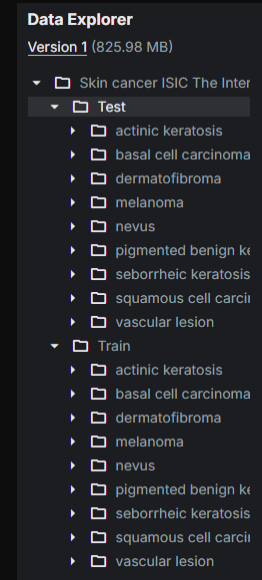 Data Explorer
Version 1 (825.98 MB)
Skin cancer ISIC The Inter
Test
actinic keratosis
basal cell carcinoma
dermatofibroma
melanoma
nevus
pigmented benign ke
seborrheic keratosis
squamous cell carci
vascular lesion
Train
actinic keratosis
basal cell carcinoma
dermatofibroma
melanoma
nevus
pigmented benign ke
seborrheic keratosis
squamous cell carci
vascular lesion